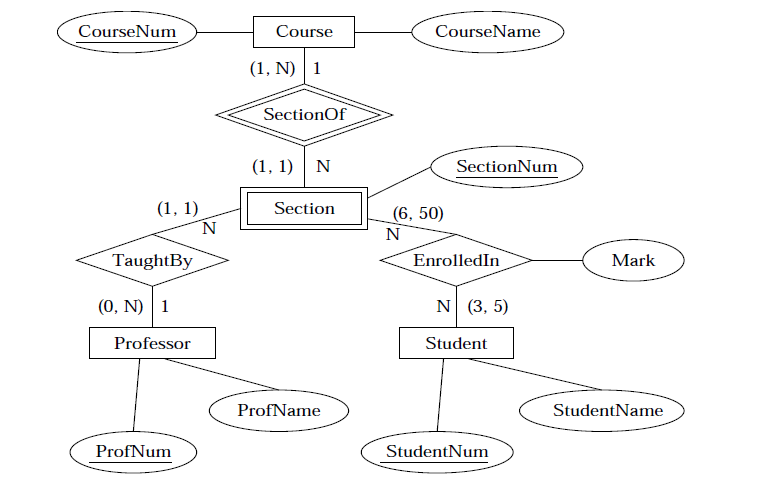 CourseNum
Course
CourseName
(1, N) 1
SectionOf
(1, 1) N
SectionNum
Section
(1, 1)
N
(6, 50)
N
TaughtBy
EnrolledIn
Mark
(0, N) 1
N (3, 5)
Professor
Student
ProfName
StudentName
ProfNum
StudentNum